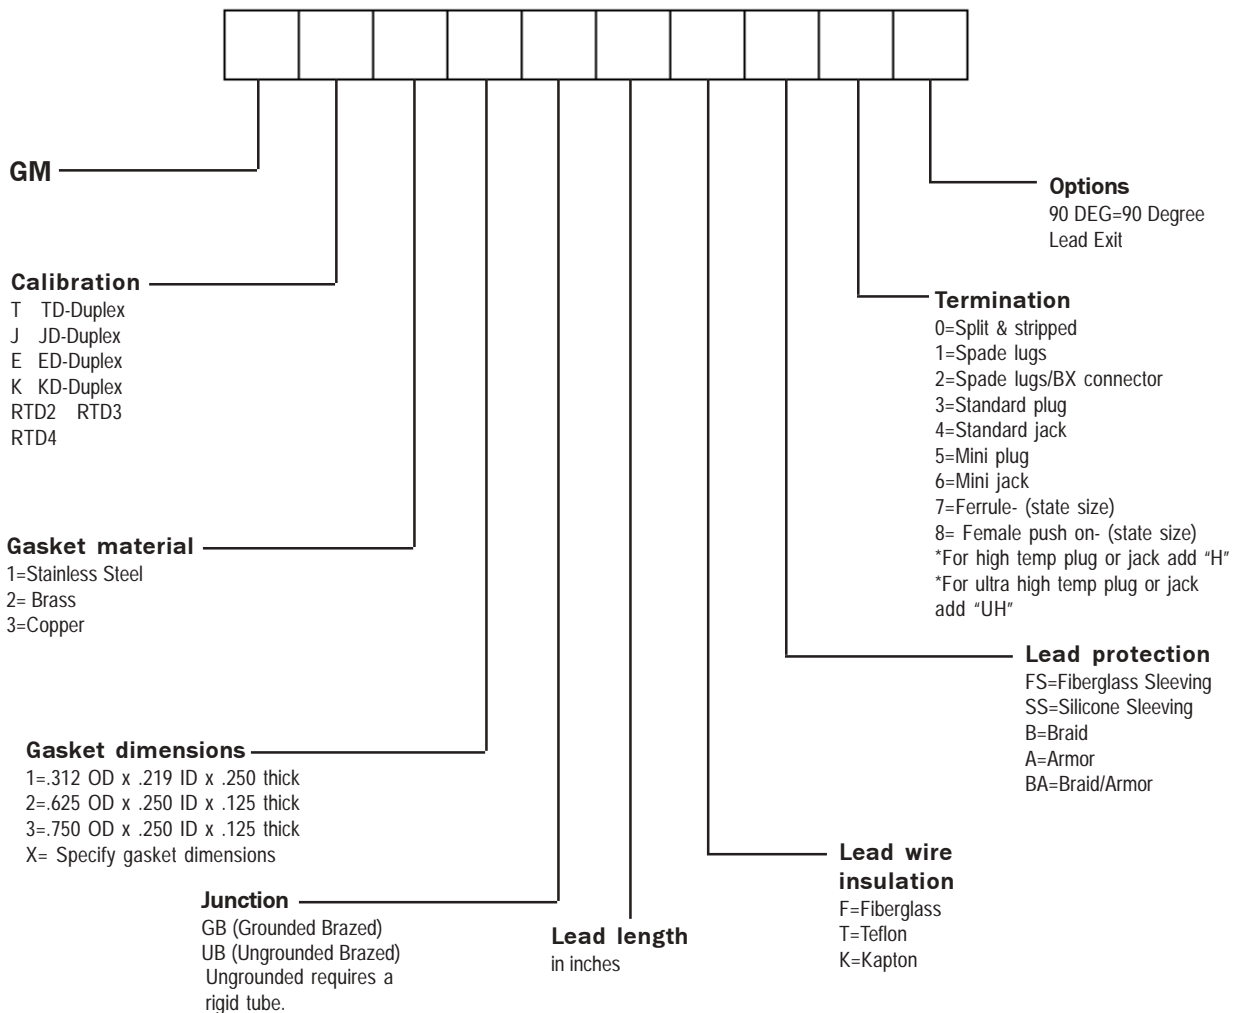 GM
Options
90 DEG=90 Degree
Lead Exit
Calibration
T TD-Duplex
J JD-Duplex
E ED-Duplex
K KD-Duplex
RTD2 RTD3
RTD4
Termination
0=Split & stripped
1=Spade lugs
2=Spade lugs/BX connector
3=Standard plug
4=Standard jack
5=Mini plug
6=Mini jack
7=Ferrule- (state size)
8= Female push on- (state size)
*For high temp plug or jack add “H”
*For ultra high temp plug or jack
add “UH”
Gasket material
1=Stainless Steel
2= Brass
3=Copper
Lead protection
FS=Fiberglass Sleeving
SS=Silicone Sleeving
B=Braid
A=Armor
BA=Braid/Armor
Gasket dimensions
1=.312 OD x .219 ID x .250 thick
2=.625 OD x .250 ID x .125 thick
3=.750 OD x .250 ID x .125 thick
X= Specify gasket dimensions
Lead wire
insulation
F=Fiberglass
T=Teflon
K=Kapton
Junction
GB (Grounded Brazed)
UB (Ungrounded Brazed)
Ungrounded requires a
rigid tube.
Lead length
in inches